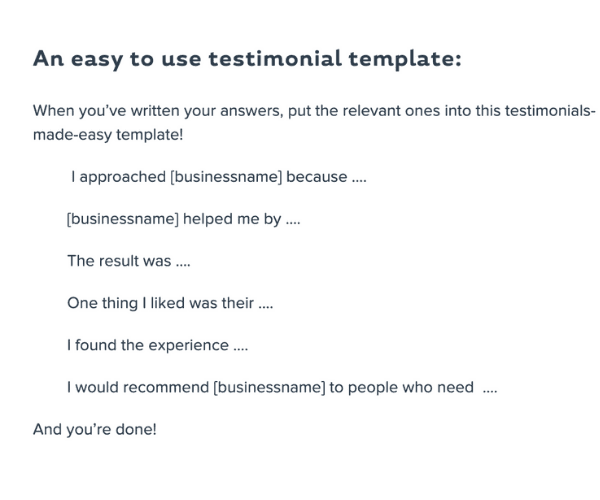 An easy to use testimonial template:
When you’ve written your answers, put the relevant ones into this testimonials-
made-easy template!
I approached [businessname] because ....
[businessname] helped me by ....
The result was ....
One thing I liked was their ....
I found the experience ....
I would recommend [businessname] to people who need ....
And you’re done!